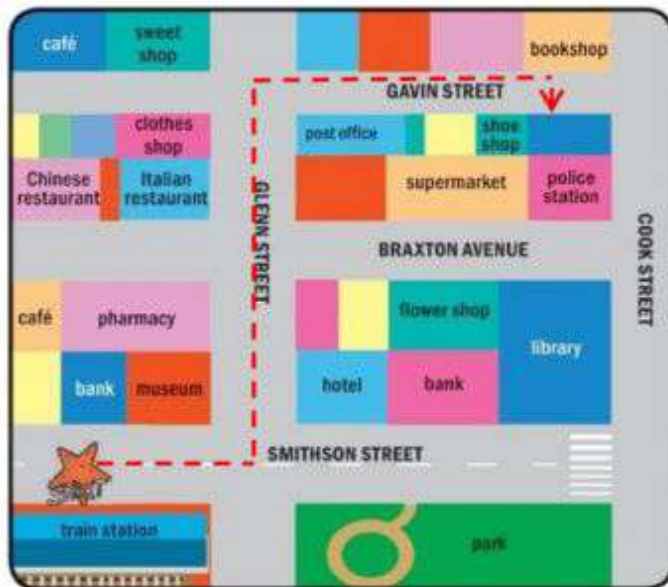 café
sweet
shop
bookshop
GAVIN STREET
clothes
shop
post office
shoe
shop
Chinese
restaurant
Italian
restaurant
supermarket
police
station
GLENN STREET
BRAXTON AVENUE
COOK STREET
café
pharmacy
flower shop
library
bank
museum
hotel
bank
SMITHSON STREET
Start
train station
park